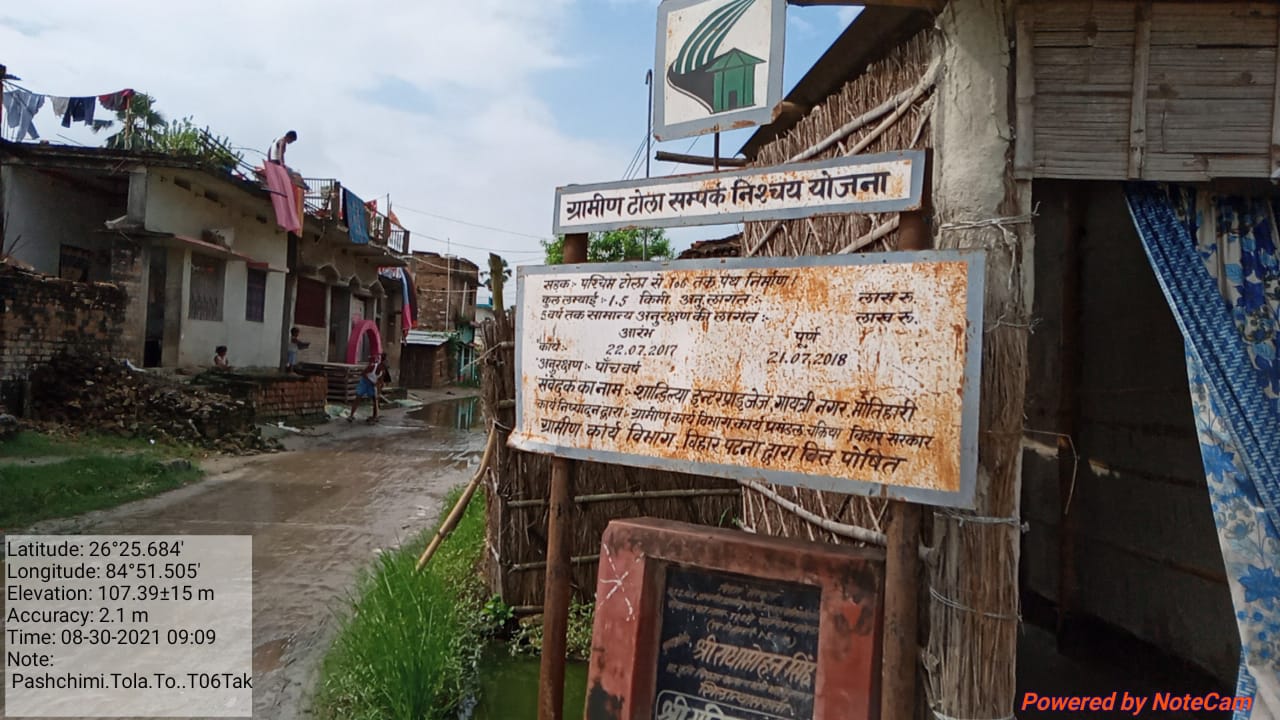 ग्रामीण टोला सम्पर्क निश्चय योजना
सड़क :- पश्चिम टोला से T06 तक पथ निर्माण।
कुल लम्बाई :- 1.5 किमी अनु लागत :- लाख रु.
5 वर्ष तक सामान्य अनुरक्षण की लागत :- लाख रु.
आरंभ पूर्ण
कार्य:- 22.07.2017 21.07.2018
अनुरक्षण :- पाँच वर्ष
संवेदक का नाम :- शान्डिल्या इन्टरप्राइजेज गायत्री नगर मोतिहारी
कार्य निष्पादन द्वारा :- ग्रामीण कार्य विभाग कार्य प्रमंडल चकिया बिहार सरकार
ग्रामीण कार्य विभाग, बिहार पटना द्वारा वित्त पोषित
श्री राधामोहन सिंह
Latitude: 26°25.684'
Longitude: 84°51.505'
Elevation: 107.39±15 m
Accuracy: 2.1 m
Time: 08-30-2021 09:09
Note:
Pashchimi.Tola.To..T06Tak
Powered by NoteCam